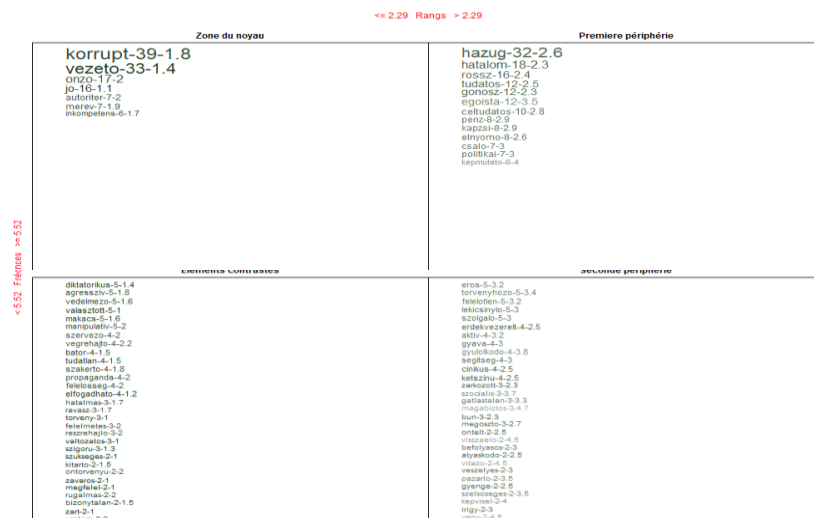 <= 2.29 Rangs > 2.29
Zone du noyau
korrupt-39-1.8
vezeto-33-1.4
onzo-17-2
jo-16-1.1
autoriter-7-2
merev-7-1.9
inkompetens-6-1.7
Premiere périphérie
hazug-32-2.6
hatalom-18-2.3
rossz-16-2.4
tudatos-12-2.5
gonosz-12-2.3
egoista-12-3.5
celtudatos-10-2.8
penz-8-2.9
kapzsi-8-2.9
elnyomo-8-2.6
csalo-7-3
politikai-7-3
kepmutato-6-4
< 5.52 Fréqnces >= 5.52
Elements contrastés
diktatorikus-5-1.4
agressziv-5-1.8
vedelmezo-5-1.6
valasztott-5-1
makacs-5-1.6
manipulativ-5-2
szervezo-4-2
vegrehajto-4-2.2
bator-4-1.5
tudatlan-4-1.5
szakerto-4-1.8
propaganda-4-2
felelosseg-4-2
elfogadhato-4-1.2
hatalmas-3-1.7
ravasz-3-1.7
torveny-3-1
felelmetes-3-2
reszrehajlo-3-2
valtozatos-3-1
szigoru-3-1.3
szukseges-2-1
kitarto-2-1.5
ontorvenyu-2-2
zavaros-2-1
megfelel-2-1
rugalmas-2-2
bizonytalan-2-1.5
zart-2-1
Seconde périphérie
eros-5-3.2
torvenyhozo-5-3.4
felelotlen-5-3.2
lekicsinylo-5-3
szolgalo-5-3
erdekvezerelt-4-2.5
aktiv-4-3.2
gyava-4-3
gyulolkodo-4-3.8
segitseg-4-3
cinikus-4-2.5
ketszinu-4-2.5
zarkozott-3-2.3
szocialis-3-3.7
gatlastalan-3-3.3
magabiztos-3-4.7
bun-3-2.3
megoszto-3-2.7
ontelt-2-2.5
visszaelo-2-4.5
befolyasos-2-3
atyaskodo-2-2.5
vitazo-2-4.5
veszelyes-2-3
pazarlo-2-3.5
gyenge-2-2.5
szelsoseges-2-3.5
kepvisel-2-4
irigy-2-3